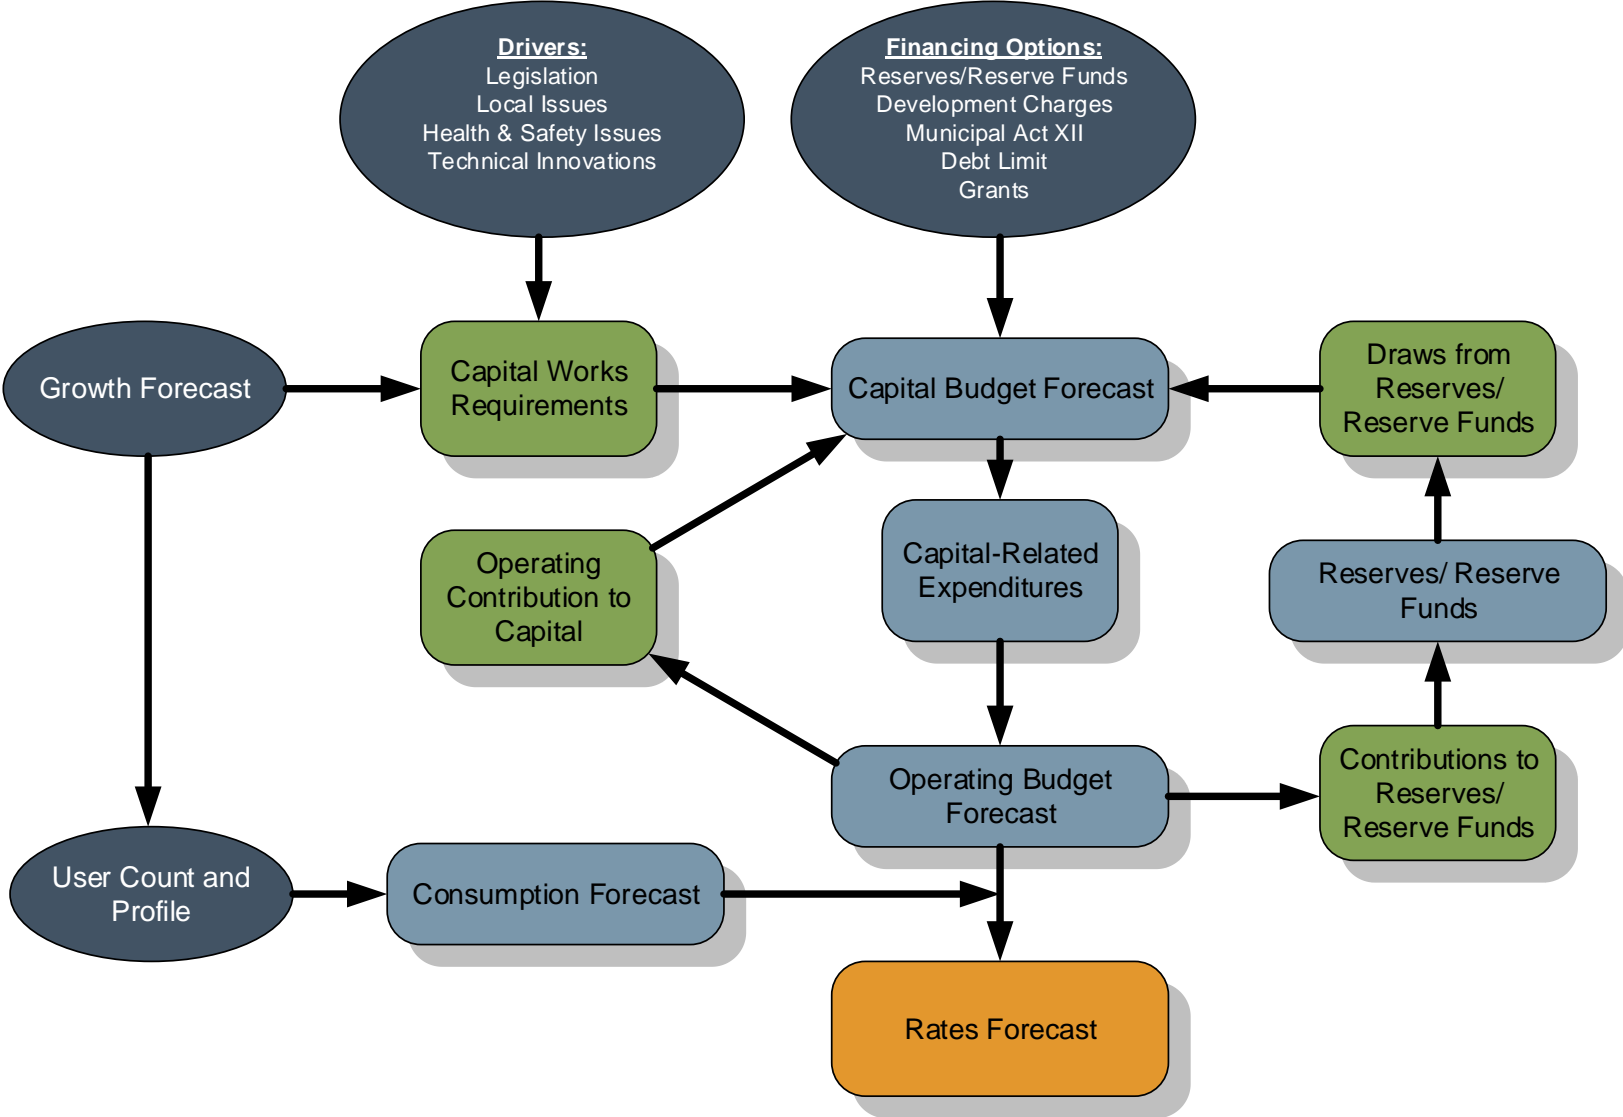 Drivers:
Legislation
Local Issues
Health & Safety Issues
Technical Innovations
Financing Options:
Reserves/Reserve Funds
Development Charges
Municipal Act XII
Debt Limit
Grants
Growth Forecast
Capital Works
Requirements
Capital Budget Forecast
Draws from
Reserves/
Reserve Funds
Operating
Contribution to
Capital
Capital-Related
Expenditures
Reserves/ Reserve
Funds
Operating Budget
Forecast
Contributions to
Reserves/
Reserve Funds
User Count and
Profile
Consumption Forecast
Rates Forecast